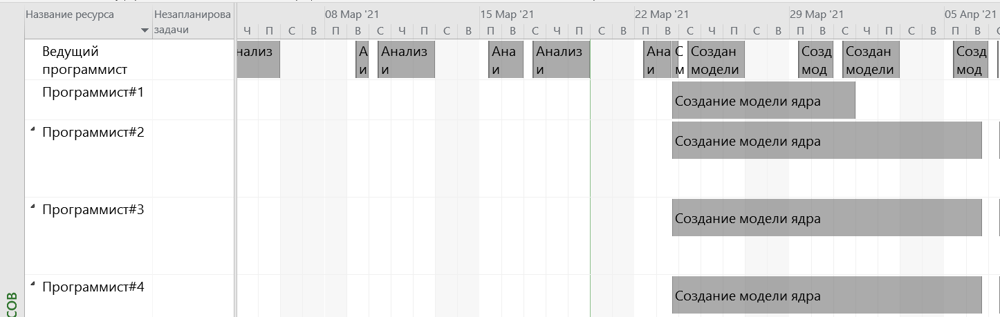 Название ресурса
Незапланирова
задачи
08 Мар '21
15 Мар '21
22 Мар '21
29 Мар '21
05 Апр '21
Ч П С В П В С Ч П С В П В С Ч П С В П В С Ч П С В П В С Ч П С В П В
Ведущий
программист
нализ
А
и
Анализ
и
Ана
и
Анализ
и
Ана
и
С
м
Создан
модели
Созд
мод
Создан
модели
Созд
мод
Программист#1
Создание модели ядра
Программист#2
Создание модели ядра
Программист#3
Создание модели ядра
Программист#4
Создание модели ядра
СОВ